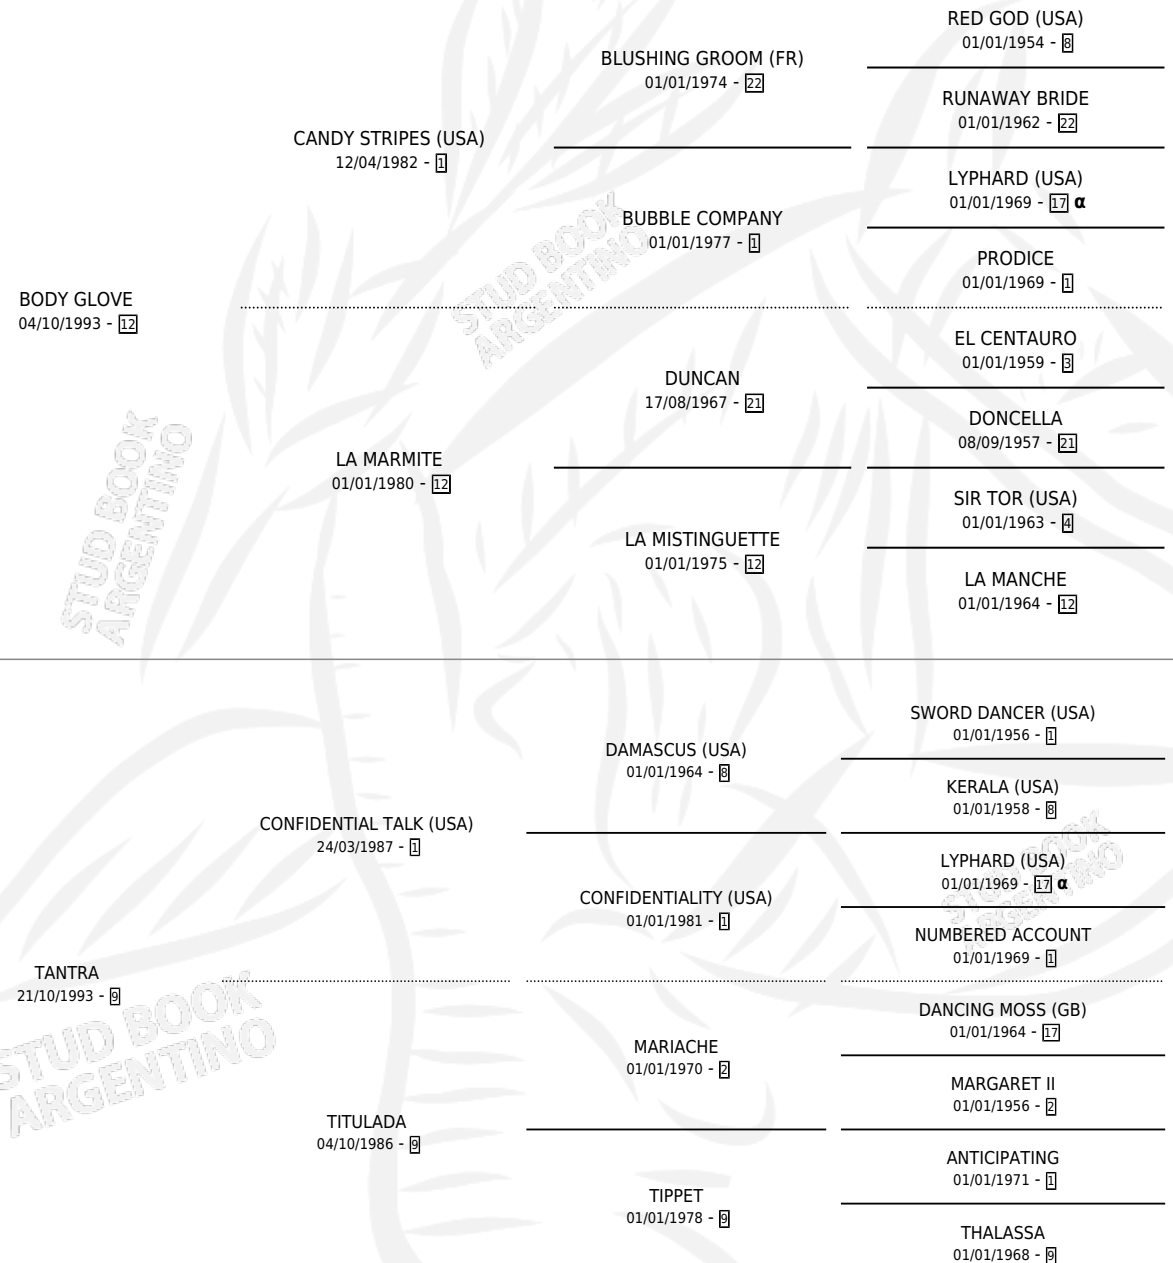 RED GOD (USA)
01/01/1954 - 8
BLUSHING GROOM (FR)
01/01/1974 - 22
RUNAWAY BRIDE
01/01/1962 - 22
CANDY STRIPES (USA)
12/04/1982 - 1
LYPHARD (USA)
01/01/1969 - 17 α
BUBBLE COMPANY
01/01/1977 - 1
PRODICE
01/01/1969 - 1
STUD BOOK
ARGENTINO
BODY GLOVE
04/10/1993 - 12
EL CENTAURO
01/01/1959 - 3
DUNCAN
17/08/1967 - 21
DONCELLA
08/09/1957 - 21
LA MARMITE
01/01/1980 - 12
SIR TOR (USA)
01/01/1963 - 4
LA MISTINGUETTE
01/01/1975 - 12
LA MANCHE
01/01/1964 - 12
STUD BOOK
ARGENTINO
SWORD DANCER (USA)
01/01/1956 - 1
DAMASCUS (USA)
01/01/1964 - 8
KERALA (USA)
01/01/1958 - 8
CONFIDENTIAL TALK (USA)
24/03/1987 - 1
LYPHARD (USA)
01/01/1969 - 17 α
CONFIDENTIALITY (USA)
01/01/1981 - 1
NUMBERED ACCOUNT
01/01/1969 - 1
STUD BOOK
ARGENTINO
TANTRA
21/10/1993 - 9
DANCING MOSS (GB)
01/01/1964 - 17
MARIACHE
01/01/1970 - 2
MARGARET II
01/01/1956 - 2
TITULADA
04/10/1986 - 9
ANTICIPATING
01/01/1971 - 1
TIPPET
01/01/1978 - 9
THALASSA
01/01/1968 - 9
STUD BOOK
ARGENTINO